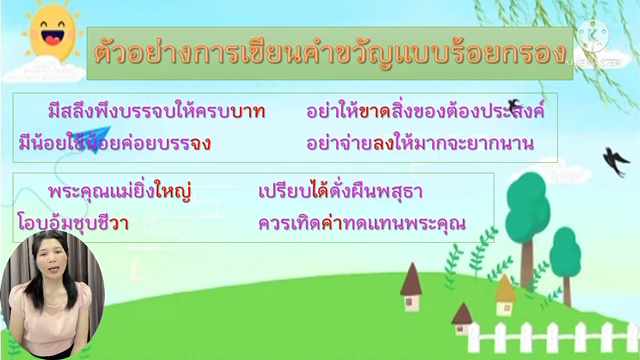 ตัวอย่างการเขียนคำขวัญแบบร้อยกรอง
มีสลึงพึงบรรจบให้ครบบาท อย่าให้ขาดสิ่งของต้องประสงค์
มีน้อยใช้น้อยค่อยบรรจง อย่าจ่ายลงให้มากจะยากนาน
พระคุณแม่ยิ่งใหญ่ เปรียบได้ดั่งผืนพสุธา
โอบอุ้มชุบชีวา ควรเทิดค่าทดแทนพระคุณ